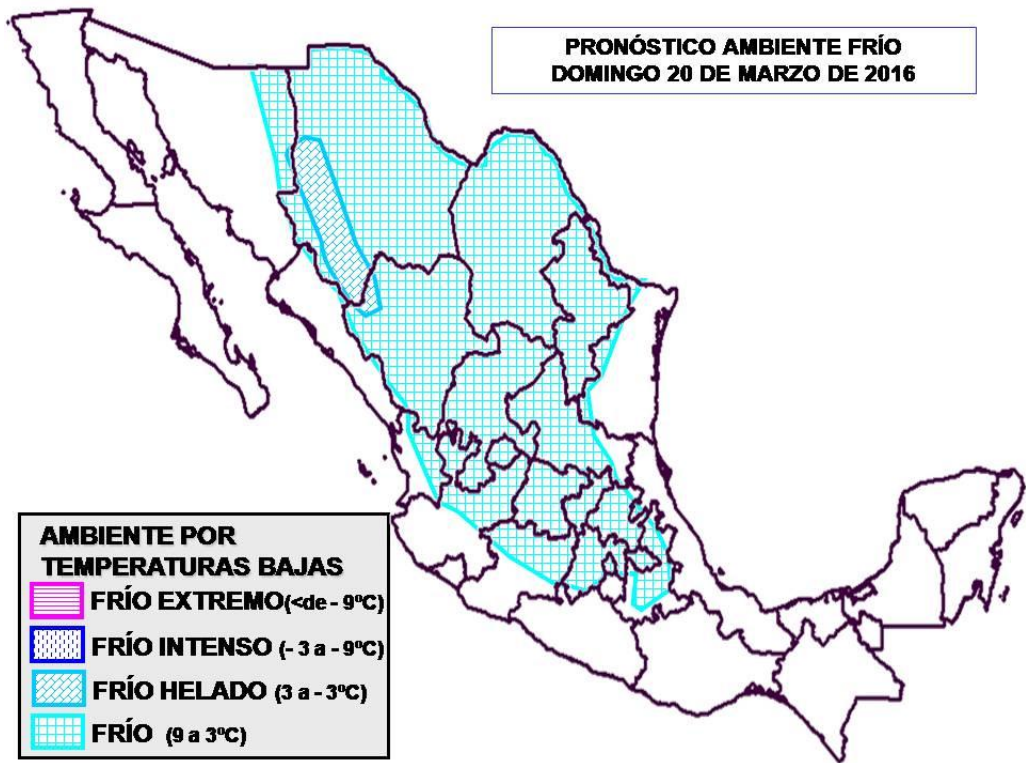 PRONÓSTICO AMBIENTE FRÍO
DOMINGO 20 DE MARZO DE 2016
AMBIENTE POR
TEMPERATURAS BAJAS
FRÍO EXTREMO(<de - 9ºC)
FRÍO INTENSO (- 3 a - 9ºC)
FRÍO HELADO (3 a - 3ºC)
FRÍO (9 a 3ºC)